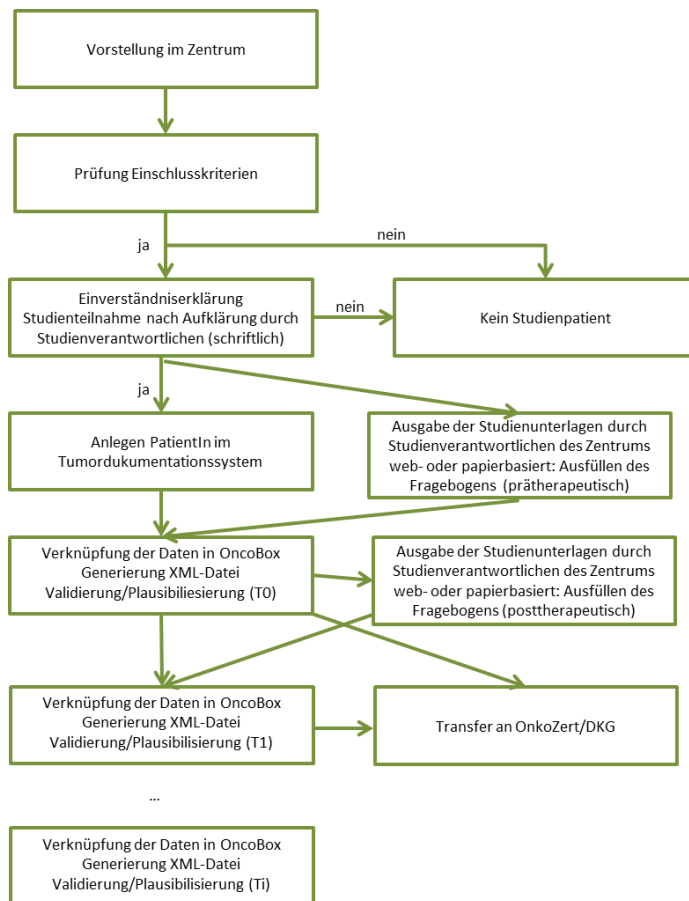 Vorstellung im Zentrum
Prüfung Einschlusskriterien
ja
nein
Einverständniserklärung
Studienteilnahme nach Aufklärung durch
Studienverantwortlichen (schriftlich)
nein
Kein Studienpatient
ja
Anlegen PatientIn im
Tumordukumentationssystem
Ausgabe der Studienunterlagen durch
Studienverantwortlichen des Zentrums
web- oder papierbasiert: Ausfüllen des
Fragebogens (prätherapeutisch)
Verknüpfung der Daten in OncoBox
Generierung XML-Datei
Validierung/Plausibiliesierung (T0)
Ausgabe der Studienunterlagen durch
Studienverantwortlichen des Zentrums
web- oder papierbasiert: Ausfüllen des
Fragebogens (posttherapeutisch)
Verknüpfung der Daten in OncoBox
Generierung XML-Datei
Validierung/Plausibilisierung (T1)
Transfer an OnkoZert/DKG
...
Verknüpfung der Daten in OncoBox
Generierung XML-Datei
Validierung/Plausibilisierung (Ti)